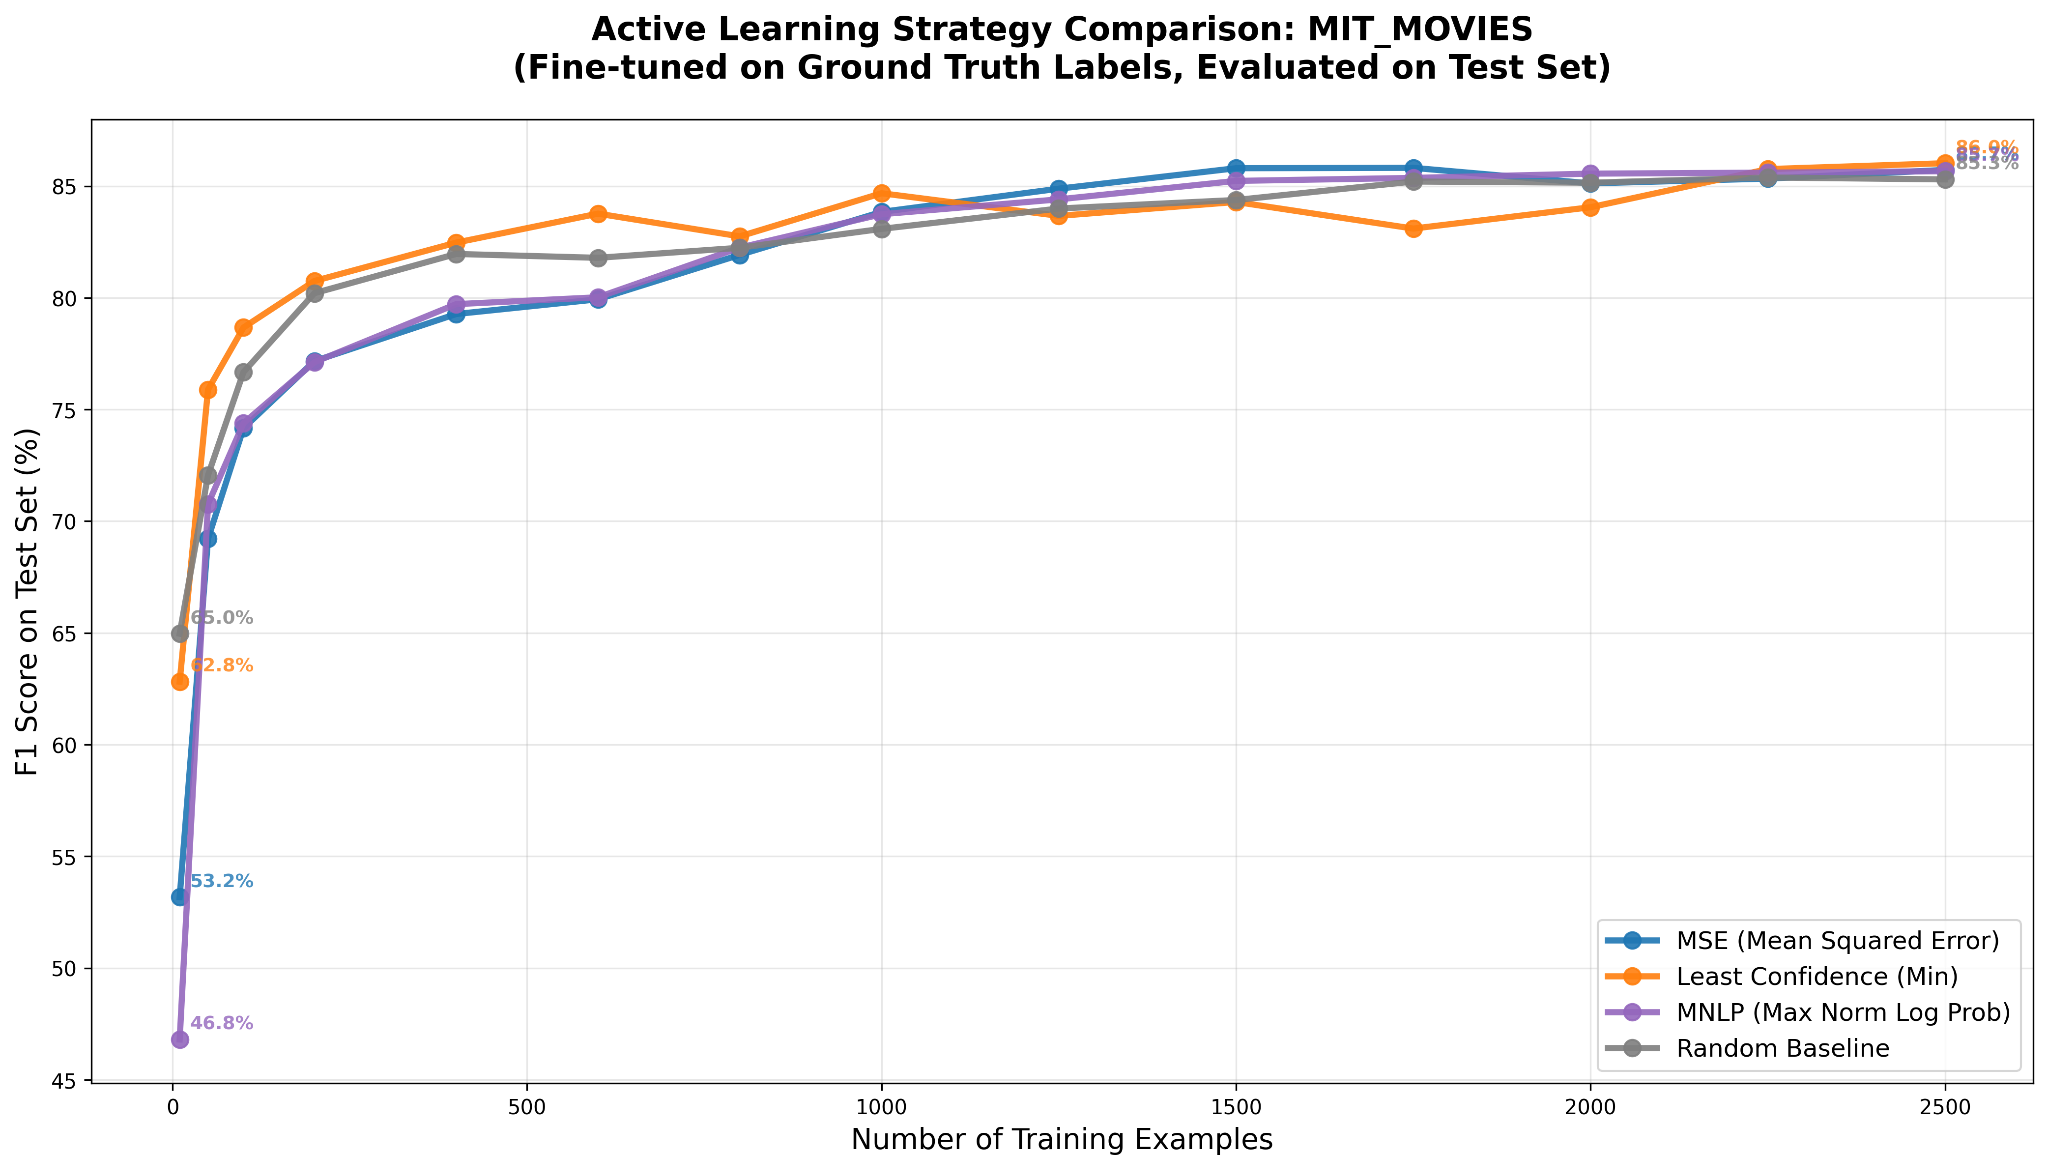 Active Learning Strategy Comparison: MIT_MOVIES
(Fine-tuned on Ground Truth Labels, Evaluated on Test Set)
F1 Score on Test Set (%)
85
80
75
70
65
60
55
50
45
65.0%
62.8%
53.2%
46.8%
86.0%
85.7%
85.3%
MSE (Mean Squared Error)
Least Confidence (Min)
MNLP (Max Norm Log Prob)
Random Baseline
0
500
1000
1500
2000
2500
Number of Training Examples